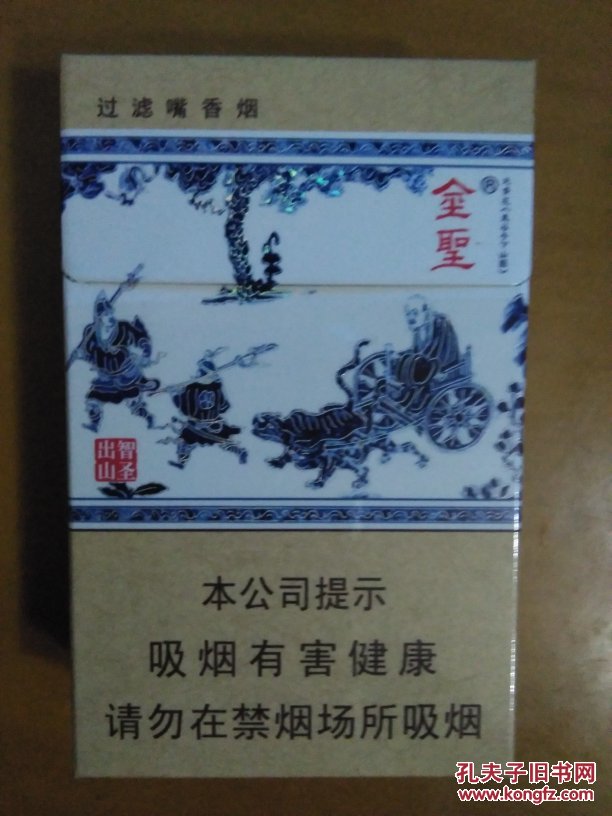 过滤嘴香烟
金聖
®
智圣
出山
本公司提示
吸烟有害健康
请勿在禁烟场所吸烟
孔夫子旧书网
www.kongfz.com